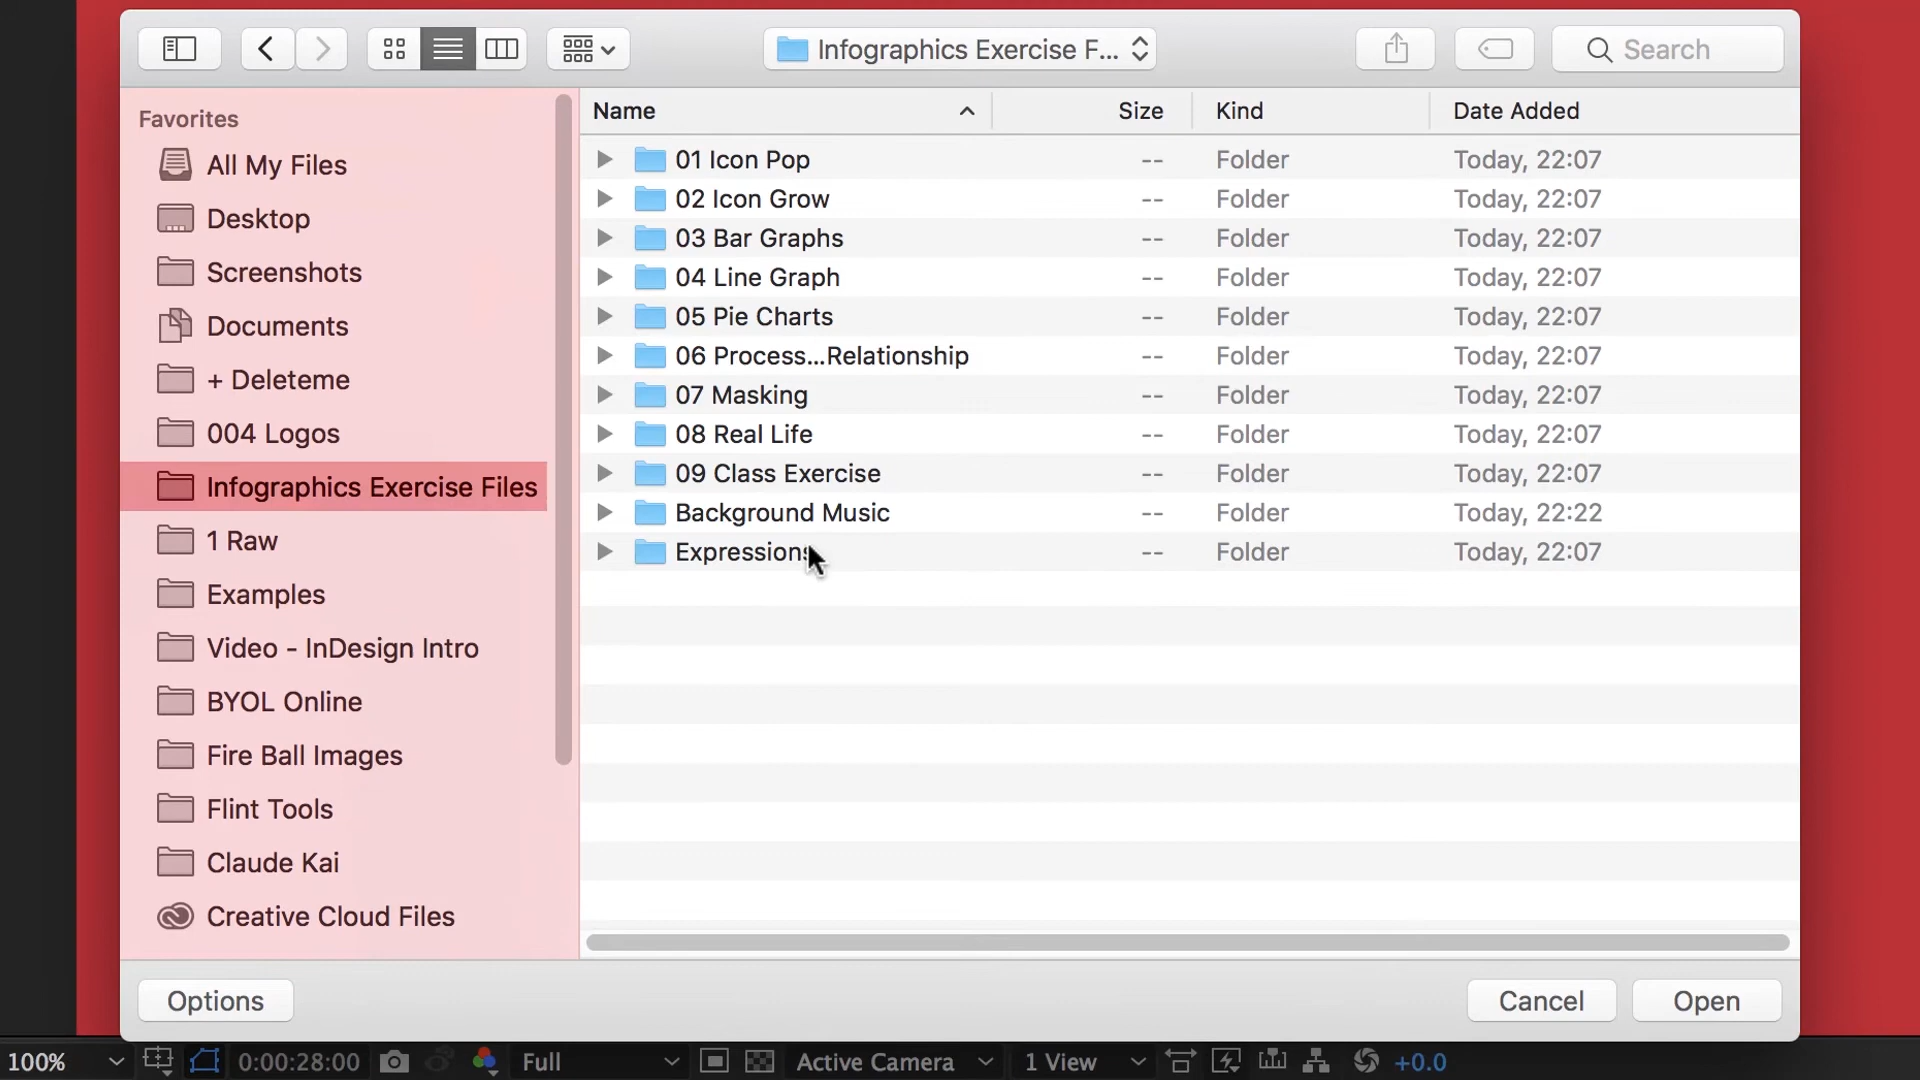 Infographics Exercise F...
Search
Favorites
All My Files
Desktop
Screenshots
Documents
+ Deleteme
004 Logos
Infographics Exercise Files
1 Raw
Examples
Video - InDesign Intro
BYOL Online
Fire Ball Images
Flint Tools
Claude Kai
Creative Cloud Files
Name Size Kind Date Added
01 Icon Pop -- Folder Today, 22:07
02 Icon Grow -- Folder Today, 22:07
03 Bar Graphs -- Folder Today, 22:07
04 Line Graph -- Folder Today, 22:07
05 Pie Charts -- Folder Today, 22:07
06 Process...Relationship -- Folder Today, 22:07
07 Masking -- Folder Today, 22:07
08 Real Life -- Folder Today, 22:07
09 Class Exercise -- Folder Today, 22:07
Background Music -- Folder Today, 22:22
Expressions -- Folder Today, 22:07
Options Cancel Open
100% 0:00:28:00 Full Active Camera 1 View +0.0